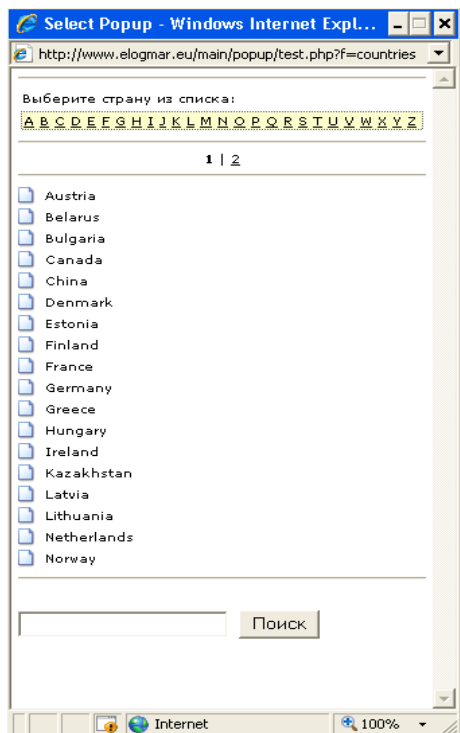 Select Popup - Windows Internet Expl...
http://www.elogmar.eu/main/popup/test.php?f=countries
Выберите страну из списка:
A B C D E F G H I J K L M N O P Q R S T U V W X Y Z
1 | 2
Austria
Belarus
Bulgaria
Canada
China
Denmark
Estonia
Finland
France
Germany
Greece
Hungary
Ireland
Kazakhstan
Latvia
Lithuania
Netherlands
Norway
Поиск
Internet 100%